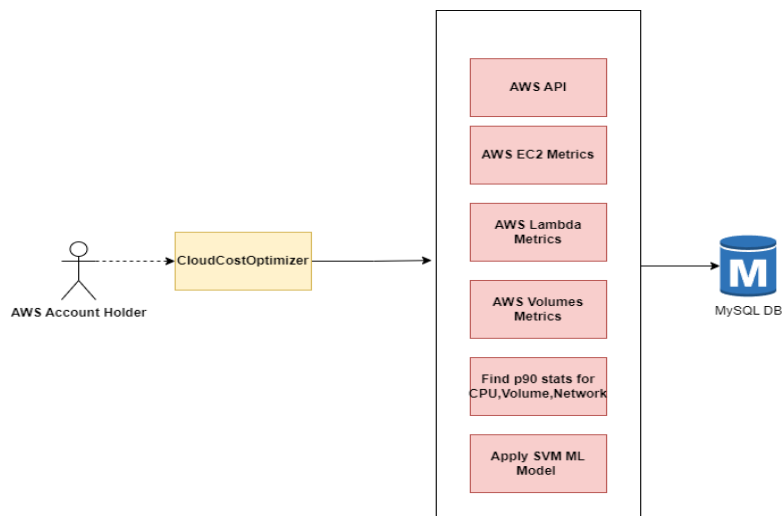 AWS API
AWS EC2 Metrics
AWS Lambda
Metrics
CloudCostOptimizer
AWS Account Holder
AWS Volumes
Metrics
M
MySQL DB
Find p90 stats for
CPU,Volume,Network
Apply SVM ML
Model